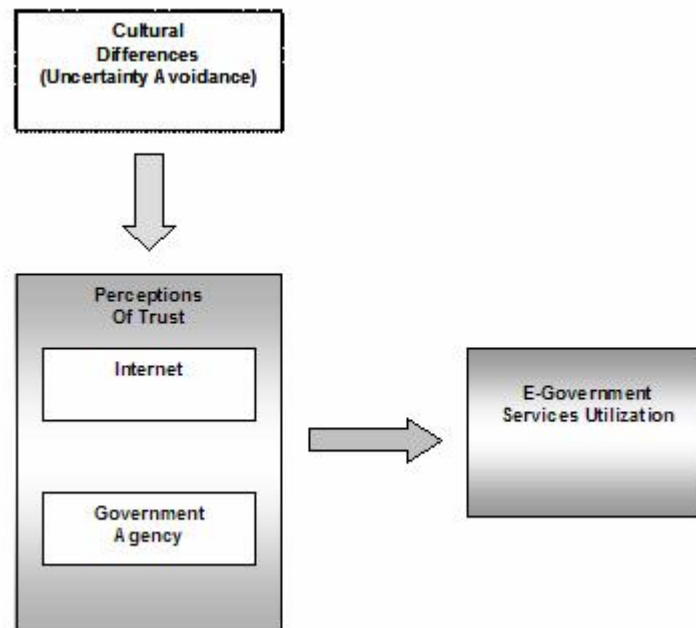 Cultural
Differences
(Uncertainty Avoidance)
Perceptions
Of Trust
Internet
Government
Agency
E-Government
Services Utilization